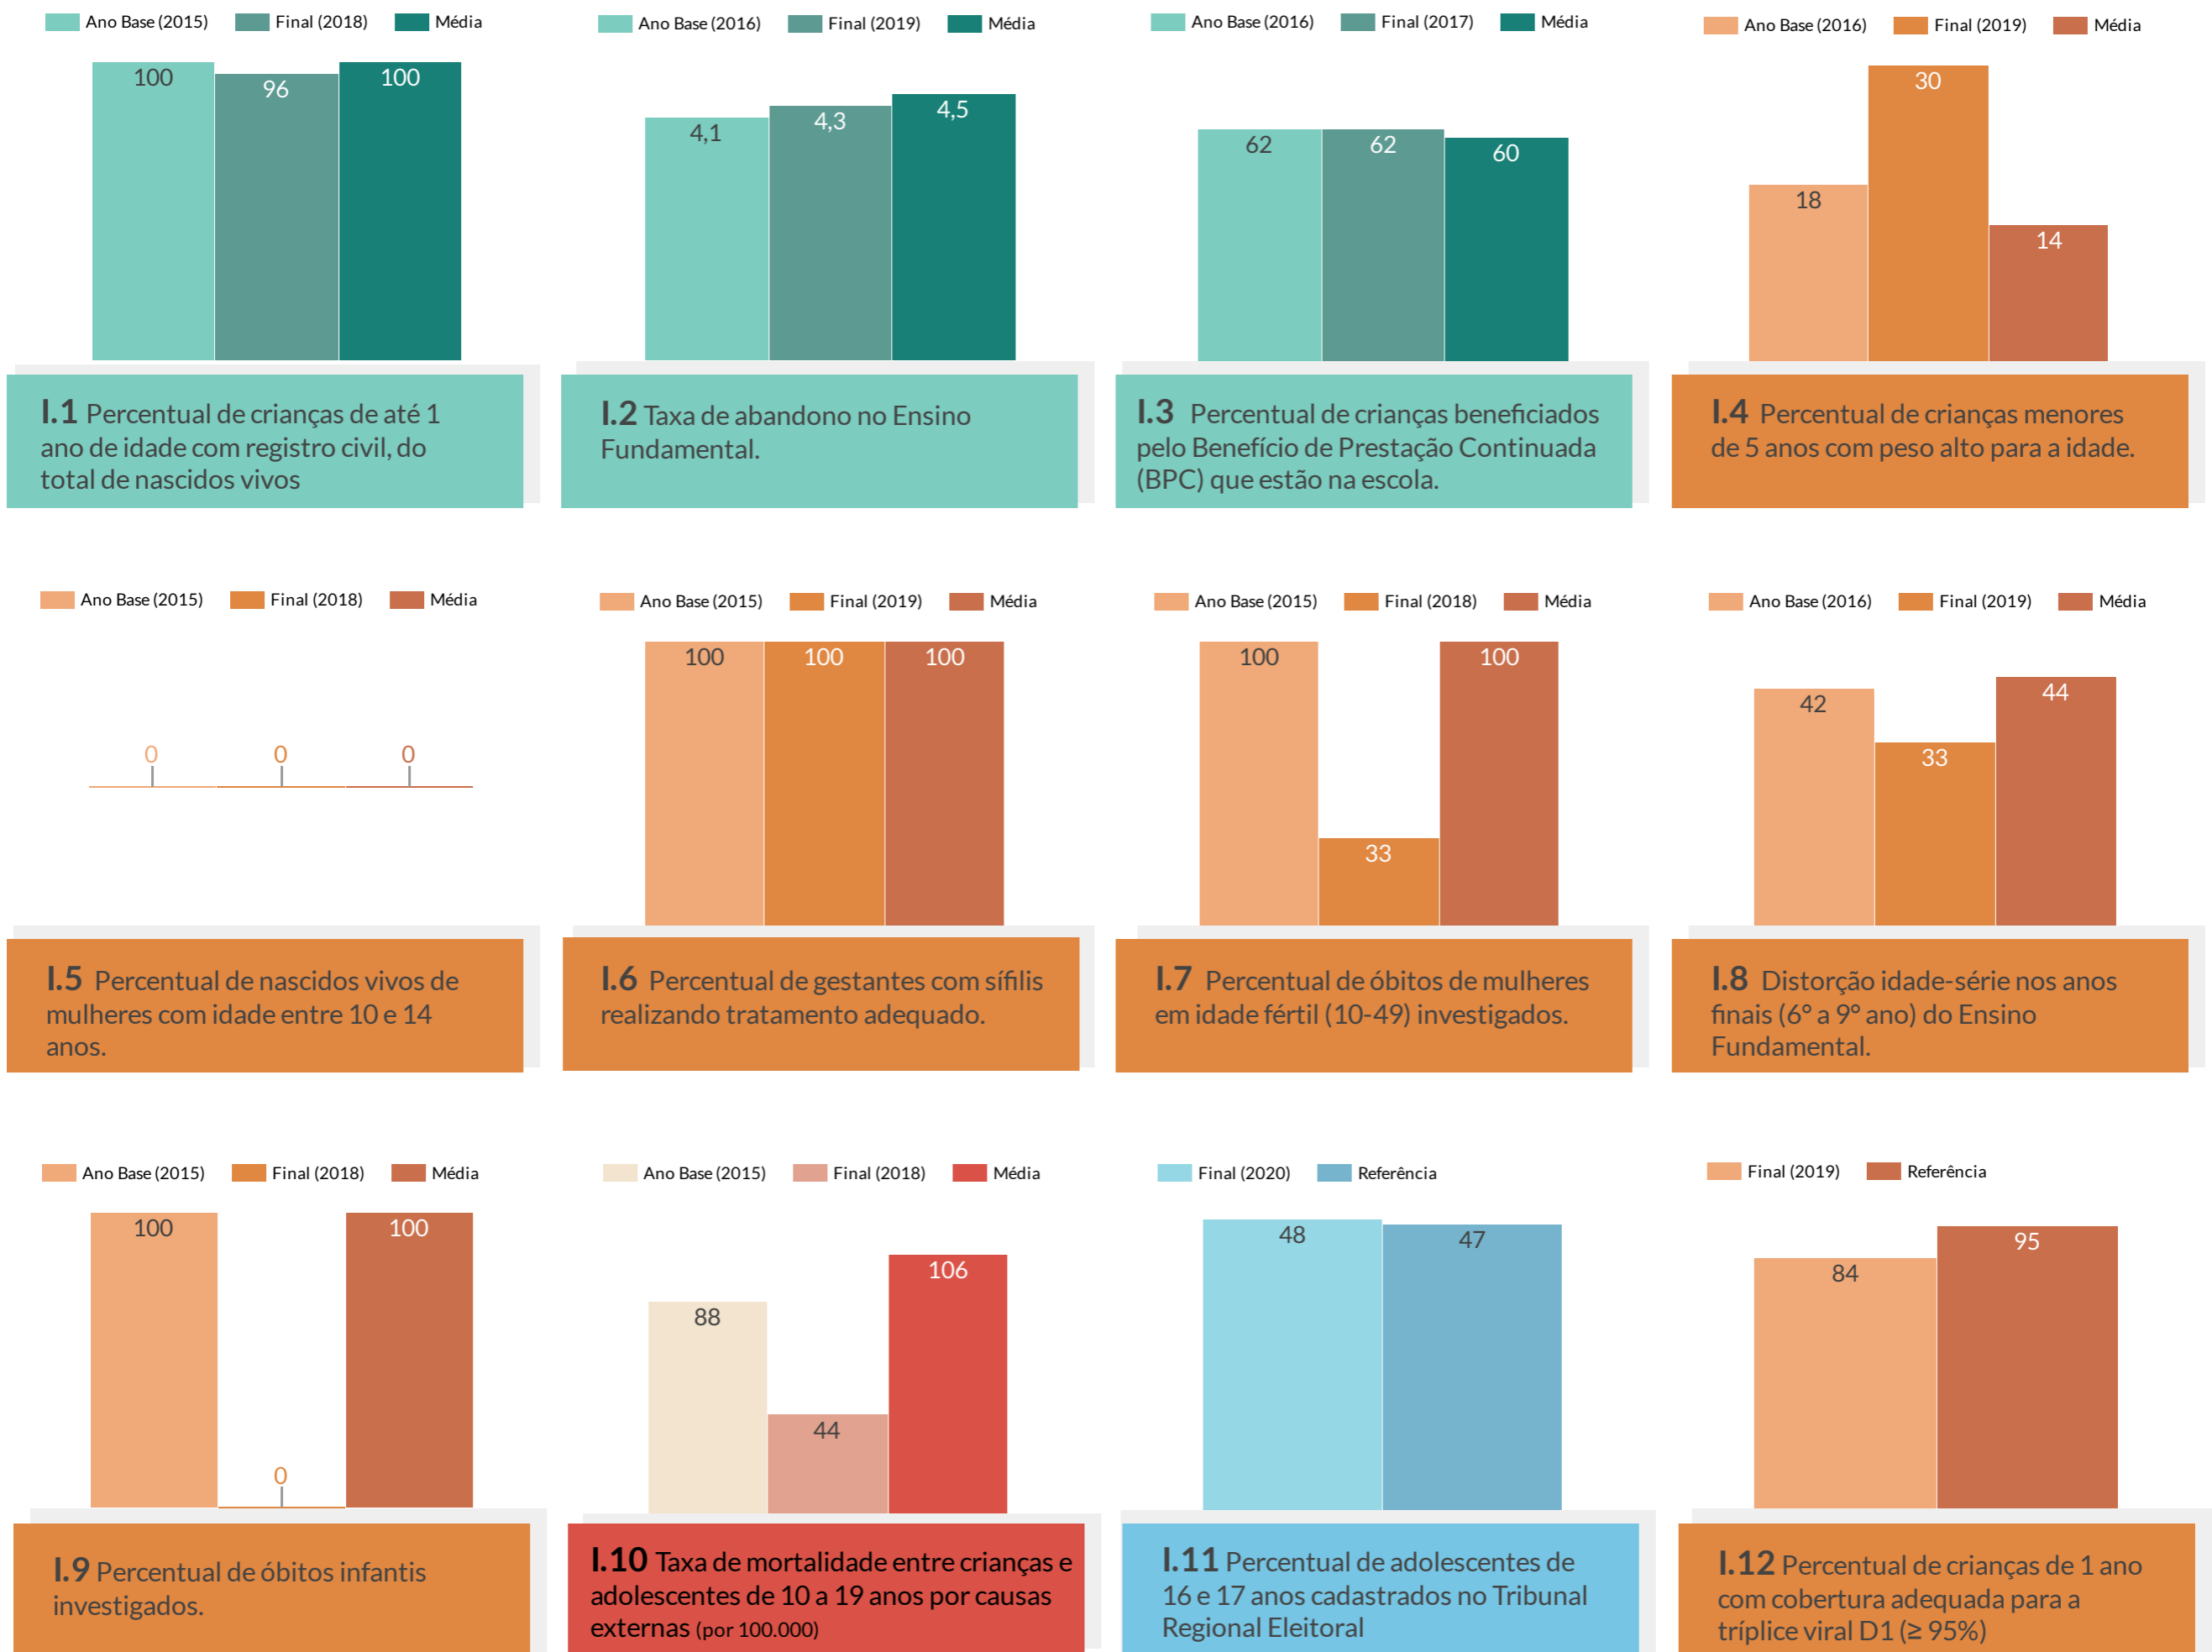 Ano Base (2015) Final (2018) Média
100 96 100
I.1 Percentual de crianças de até 1
ano de idade com registro civil, do
total de nascidos vivos
Ano Base (2016) Final (2019) Média
4,1 4,3 4,5
I.2 Taxa de abandono no Ensino
Fundamental.
Ano Base (2016) Final (2017) Média
62 62 60
I.3 Percentual de crianças beneficiados
pelo Benefício de Prestação Continuada
(BPC) que estão na escola.
Ano Base (2016) Final (2019) Média
18 30 14
I.4 Percentual de crianças menores
de 5 anos com peso alto para a idade.
Ano Base (2015) Final (2018) Média
0 0 0
I.5 Percentual de nascidos vivos de
mulheres com idade entre 10 e 14
anos.
Ano Base (2015) Final (2019) Média
100 100 100
I.6 Percentual de gestantes com sífilis
realizando tratamento adequado.
Ano Base (2015) Final (2018) Média
100 33 100
I.7 Percentual de óbitos de mulheres
em idade fértil (10-49) investigados.
Ano Base (2016) Final (2019) Média
42 33 44
I.8 Distorção idade-série nos anos
finais (6º a 9º ano) do Ensino
Fundamental.
Ano Base (2015) Final (2018) Média
100 0 100
I.9 Percentual de óbitos infantis
investigados.
Ano Base (2015) Final (2018) Média
88 44 106
I.10 Taxa de mortalidade entre crianças e
adolescentes de 10 a 19 anos por causas
externas (por 100.000)
Final (2020) Referência
48 47
I.11 Percentual de adolescentes de
16 e 17 anos cadastrados no Tribunal
Regional Eleitoral
Final (2019) Referência
84 95
I.12 Percentual de crianças de 1 ano
com cobertura adequada para a
tríplice viral D1 (≥ 95%)